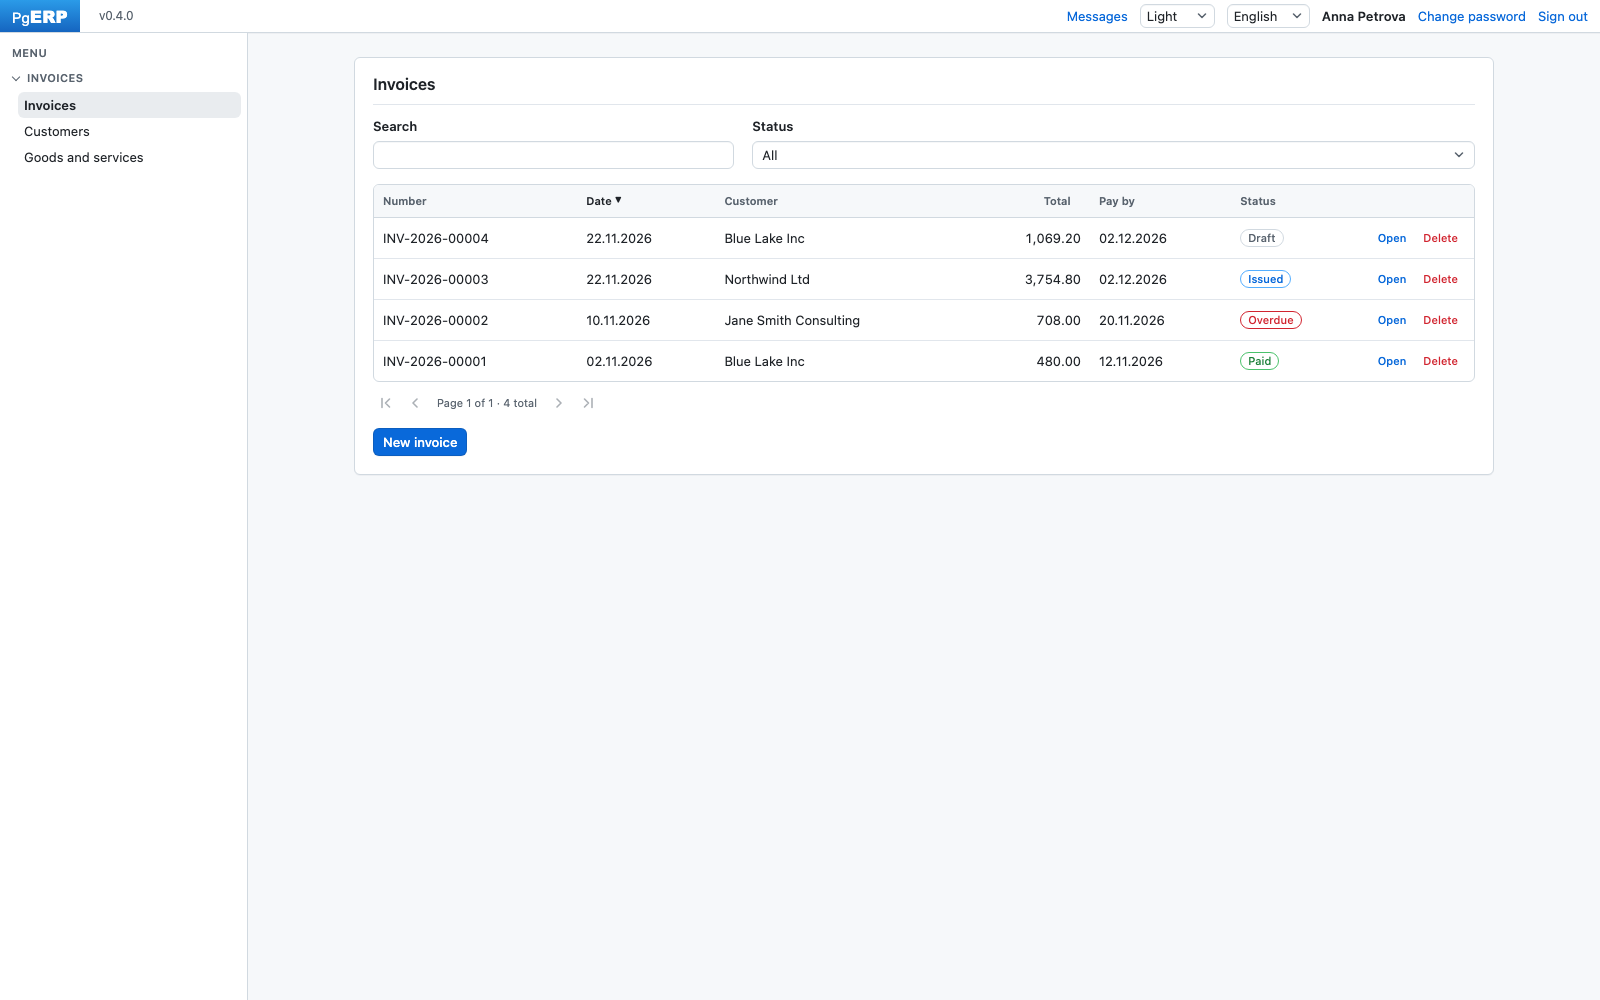 PgERP v0.4.0 Messages Light English Anna Petrova Change password Sign out
MENU
INVOICES
Invoices
Customers
Goods and services
Invoices
Search Status
All
Number Date ▼ Customer Total Pay by Status
INV-2026-00004 22.11.2026 Blue Lake Inc 1,069.20 02.12.2026 Draft Open Delete
INV-2026-00003 22.11.2026 Northwind Ltd 3,754.80 02.12.2026 Issued Open Delete
INV-2026-00002 10.11.2026 Jane Smith Consulting 708.00 20.11.2026 Overdue Open Delete
INV-2026-00001 02.11.2026 Blue Lake Inc 480.00 12.11.2026 Paid Open Delete
Page 1 of 1 · 4 total
New invoice